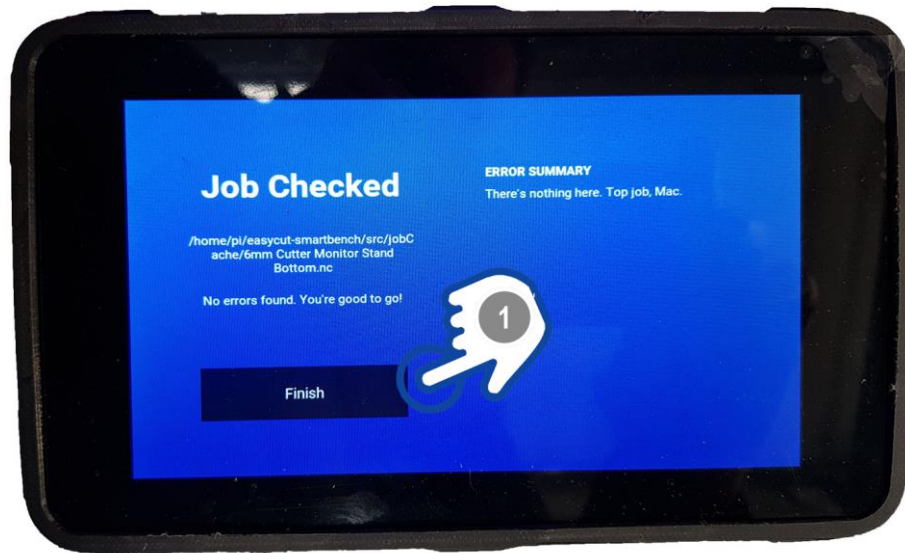 Job Checked
/home/pi/easycut-smartbench/src/jobC
ache/6mm Cutter Monitor Stand
Bottom.nc
No errors found. You're good to go!
Finish
ERROR SUMMARY
There's nothing here. Top job, Mac.
1